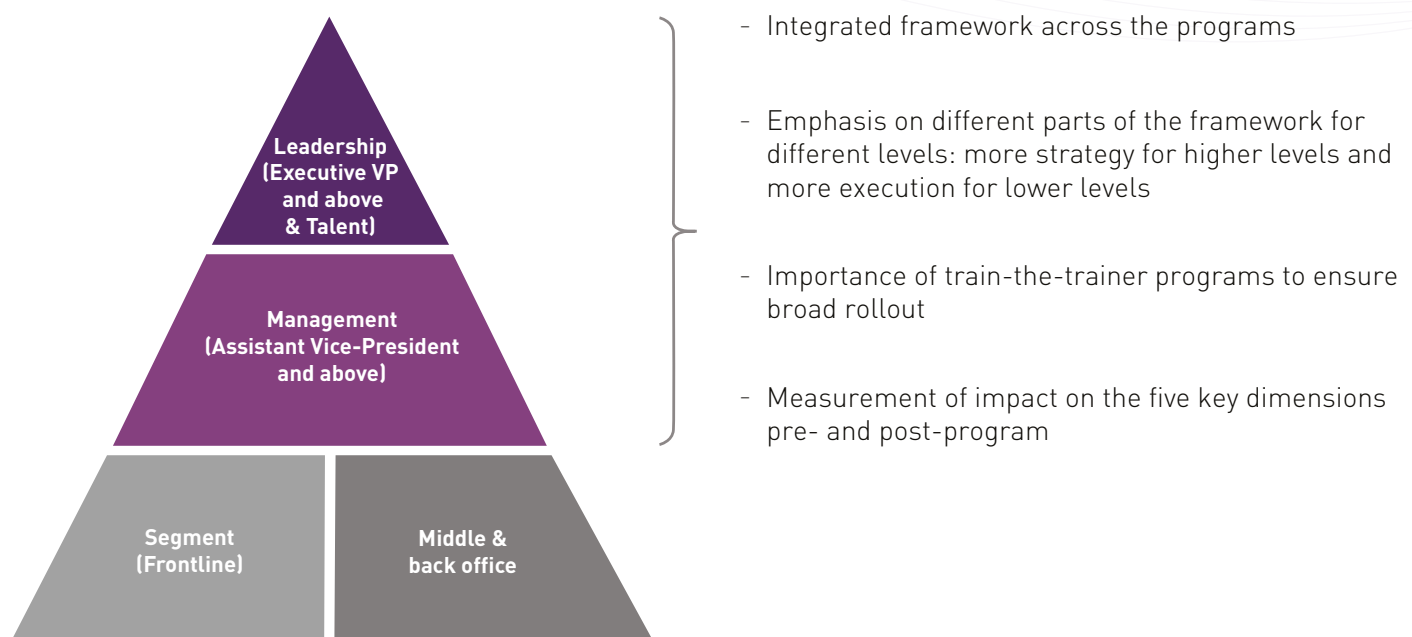 Leadership
(Executive VP
and above
& Talent)
Management
(Assistant Vice-President
and above)
Segment
(Frontline)
Middle &
back office
- Integrated framework across the programs
- Emphasis on different parts of the framework for
different levels: more strategy for higher levels and
more execution for lower levels
- Importance of train-the-trainer programs to ensure
broad rollout
- Measurement of impact on the five key dimensions
pre- and post-program